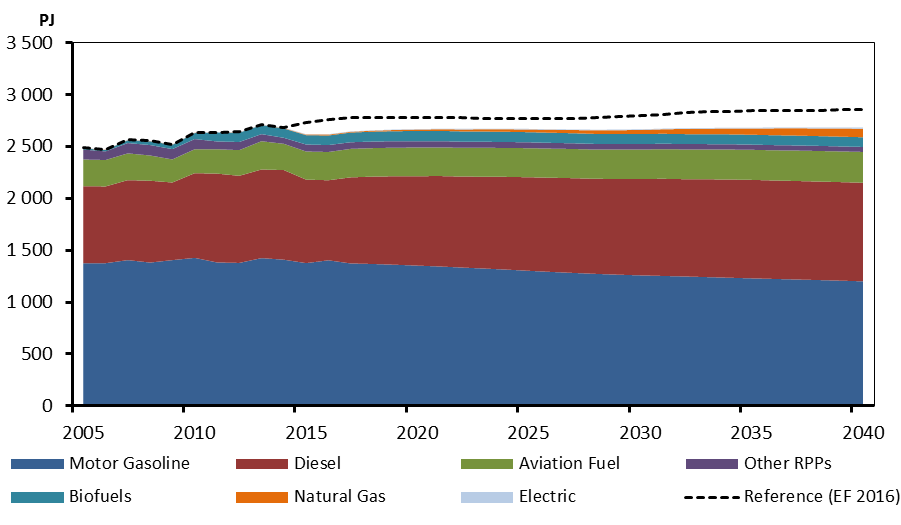 PJ
3 500
3 000
2 500
2 000
1 500
1 000
500
0
2005 2010 2015 2020 2025 2030 2035 2040
Motor Gasoline Diesel Aviation Fuel Other RPPs
Biofuels Natural Gas Electric Reference (EF 2016)